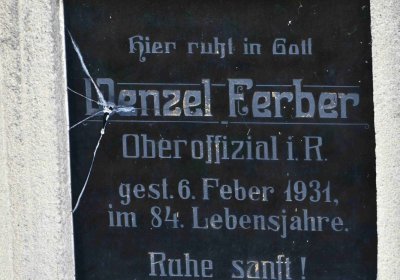 Hier ruht in Gott
Wenzel Ferber
Oberoffizial i. R.
gest. 6. Feber 1931,
im 84. Lebensjahre.
Ruhe sanft!